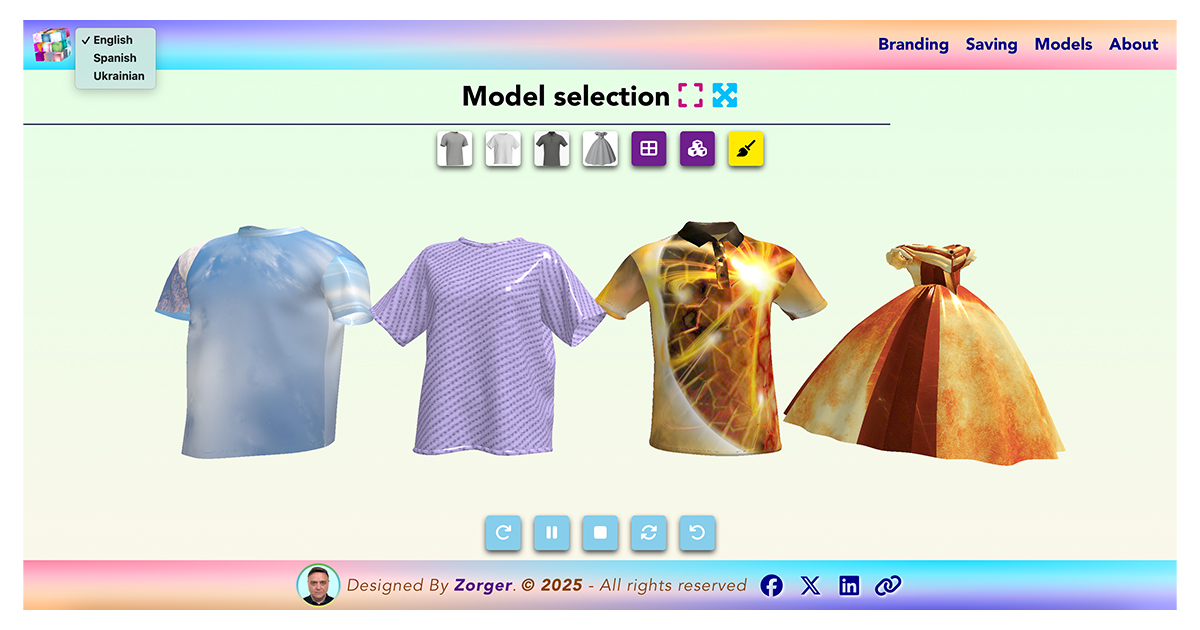 ✓ English
Spanish
Ukrainian
Branding Saving Models About
Model selection
Designed By Zorger. © 2025 - All rights reserved